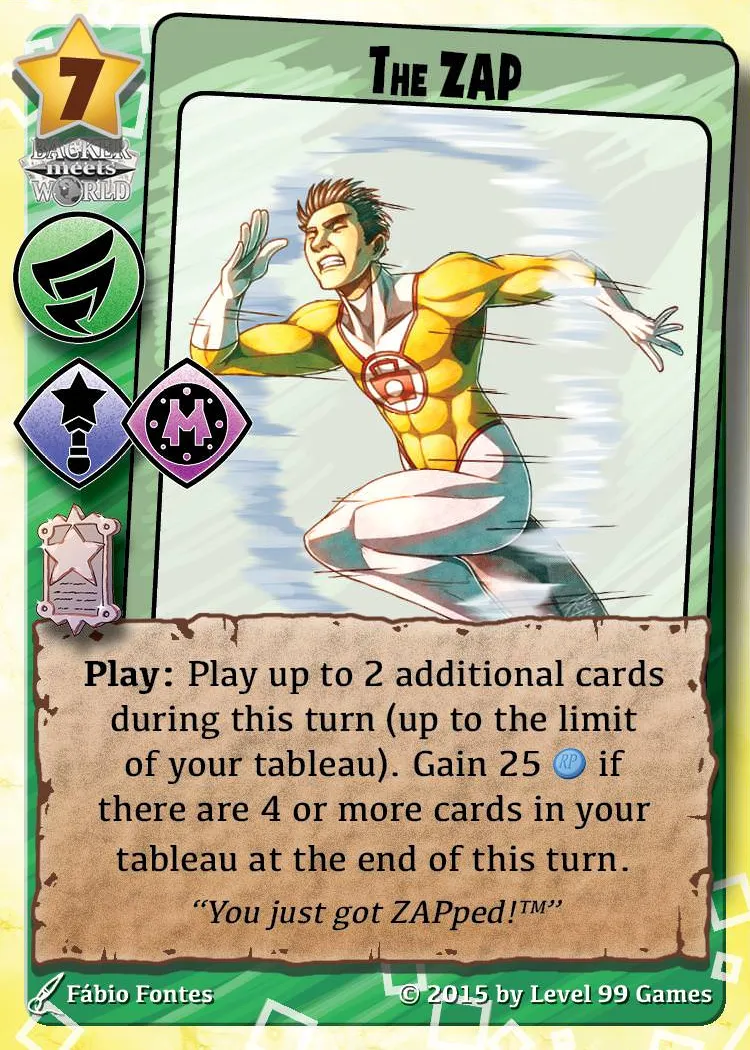 The ZAP
7
BACKER
meets
WORLD
M
Play: Play up to 2 additional cards
during this turn (up to the limit
of your tableau). Gain 25 RP if
there are 4 or more cards in your
tableau at the end of this turn.
“You just got ZAPped!™”
Fábio Fontes
© 2015 by Level 99 Games